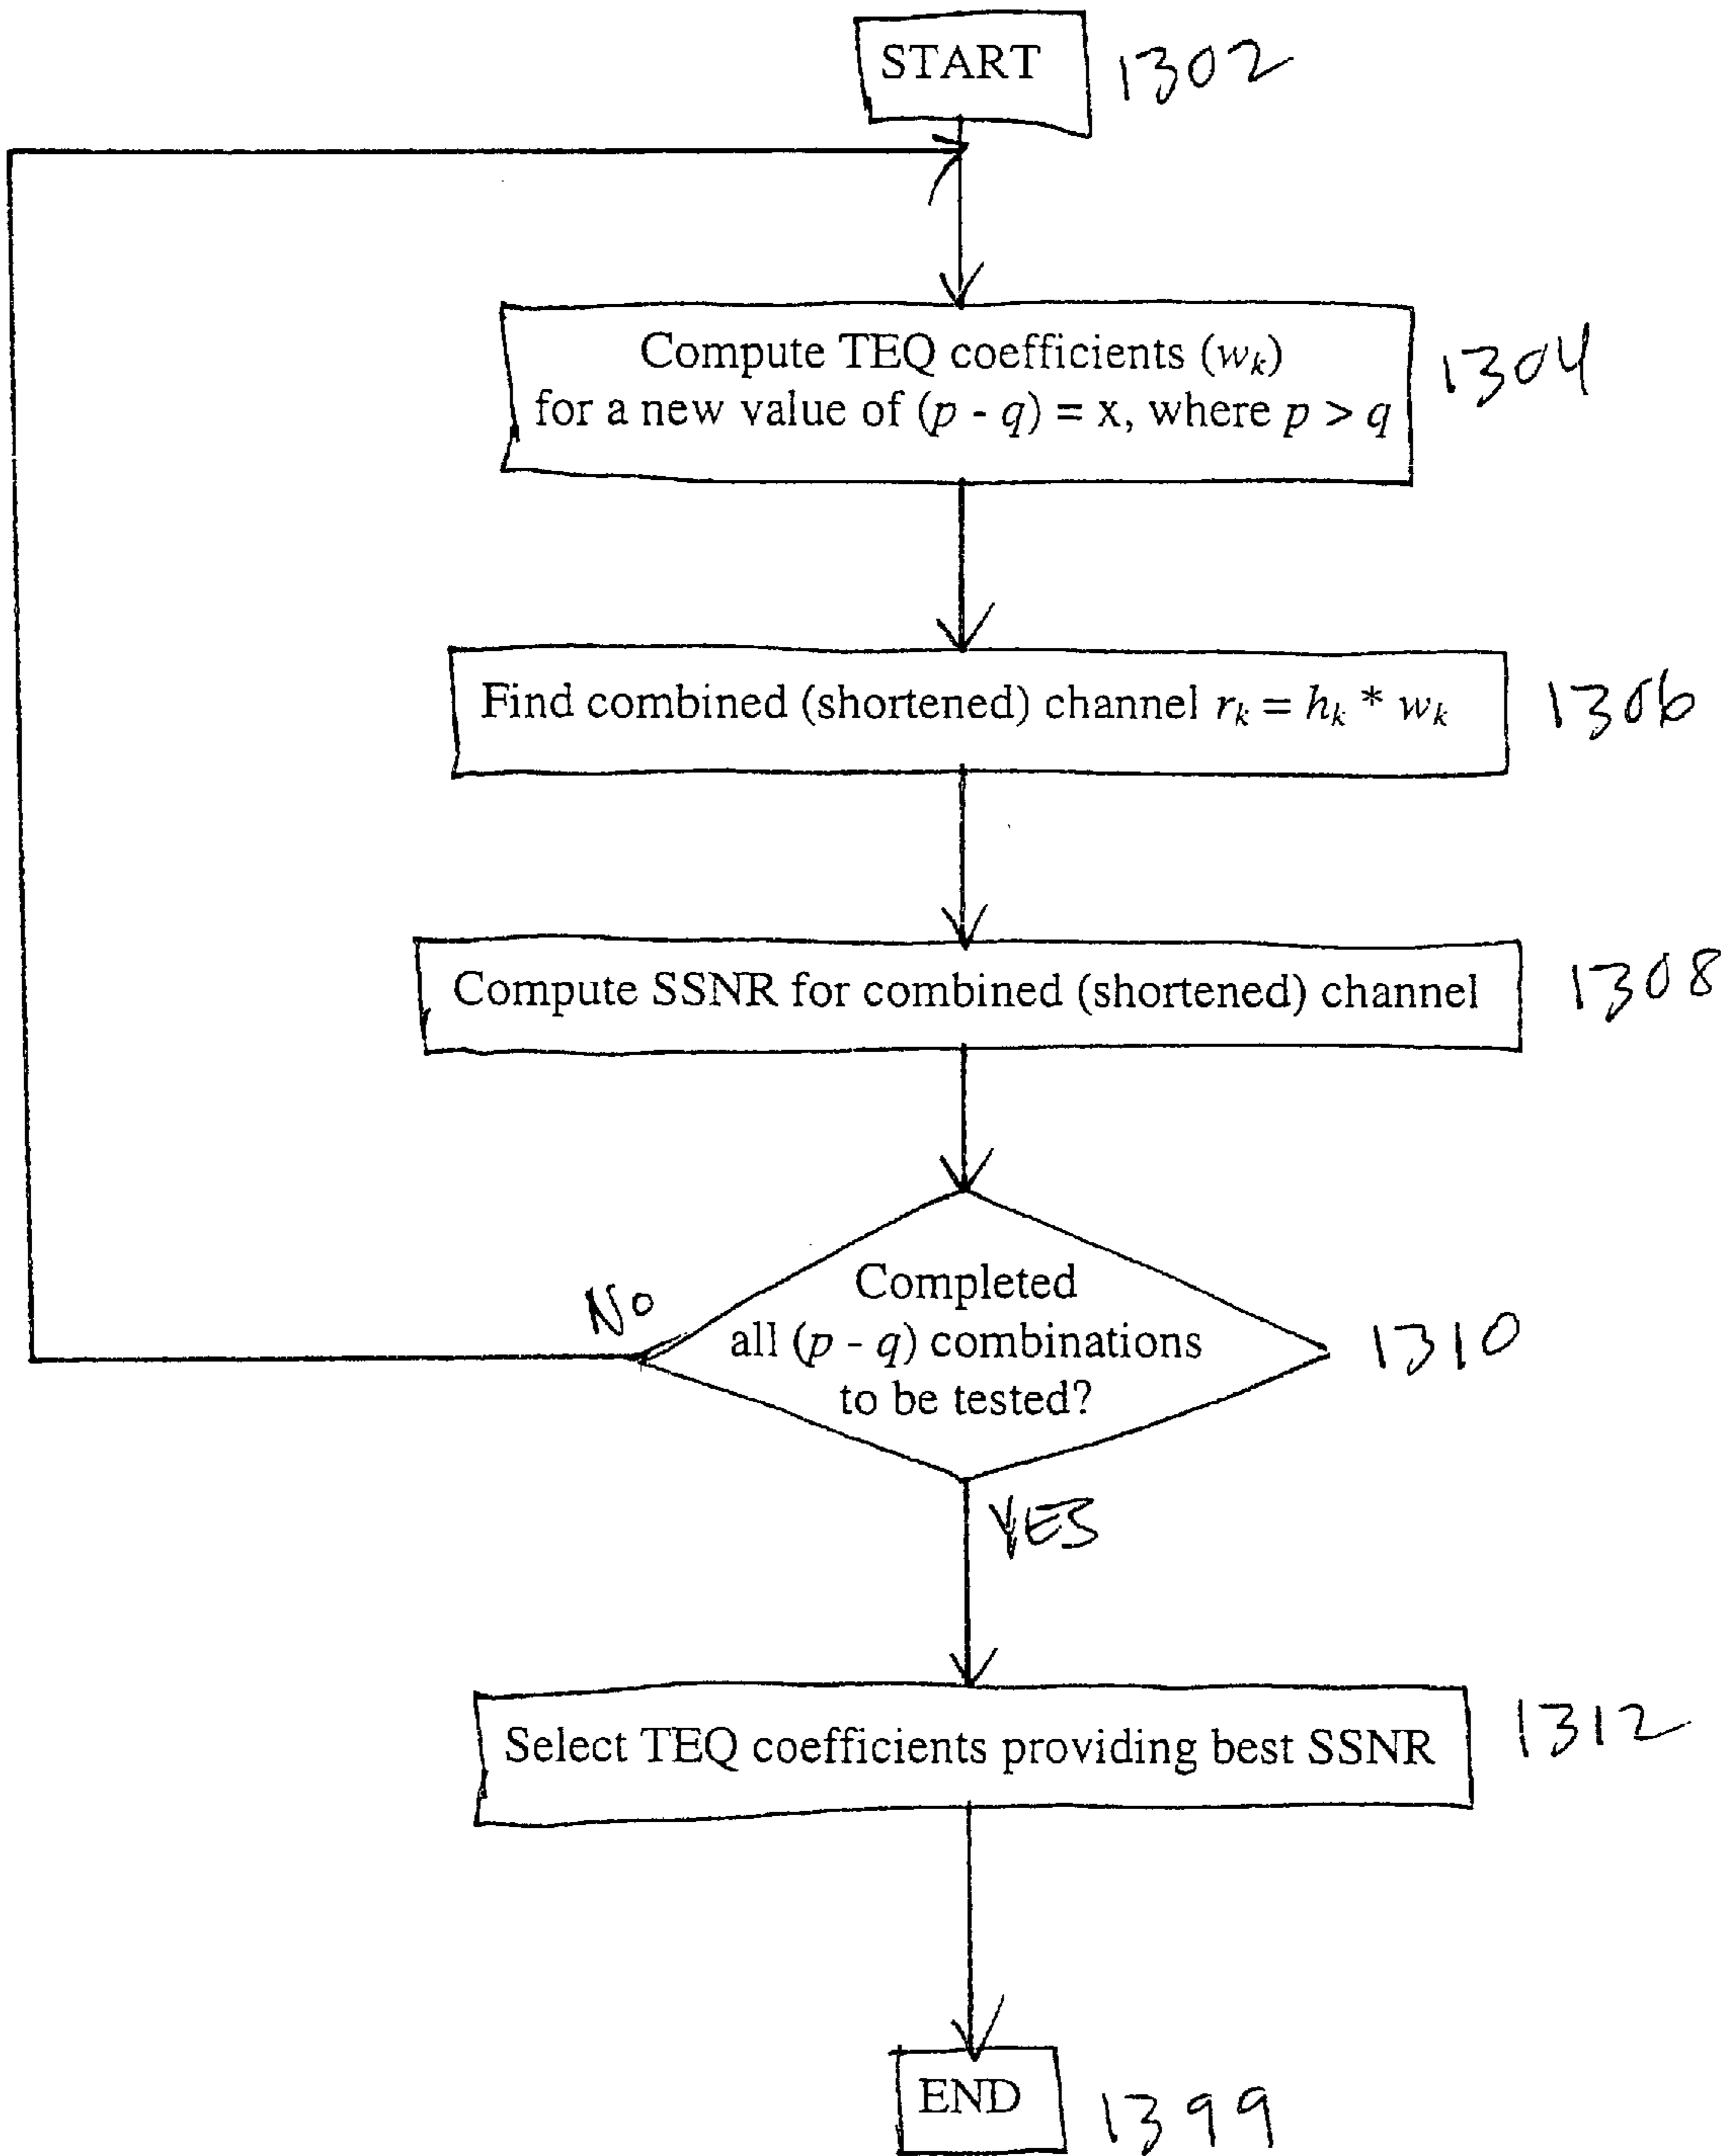 START 1302
Compute TEQ coefficients (wk)
for a new value of (p - q) = x, where p > q
1304
Find combined (shortened) channel rk = hk * wk 1306
Compute SSNR for combined (shortened) channel 1308
No
Completed
all (p - q) combinations
to be tested?
1310
YES
Select TEQ coefficients providing best SSNR 1312
END 1399